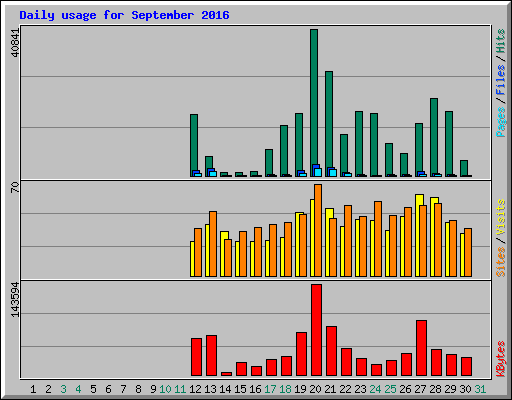 Daily usage for September 2016
40841
70
143594
Pages / Files / Hits
Sites / Visits
KBytes
1 2 3 4 5 6 7 8 9 10 11 12 13 14 15 16 17 18 19 20 21 22 23 24 25 26 27 28 29 30 31